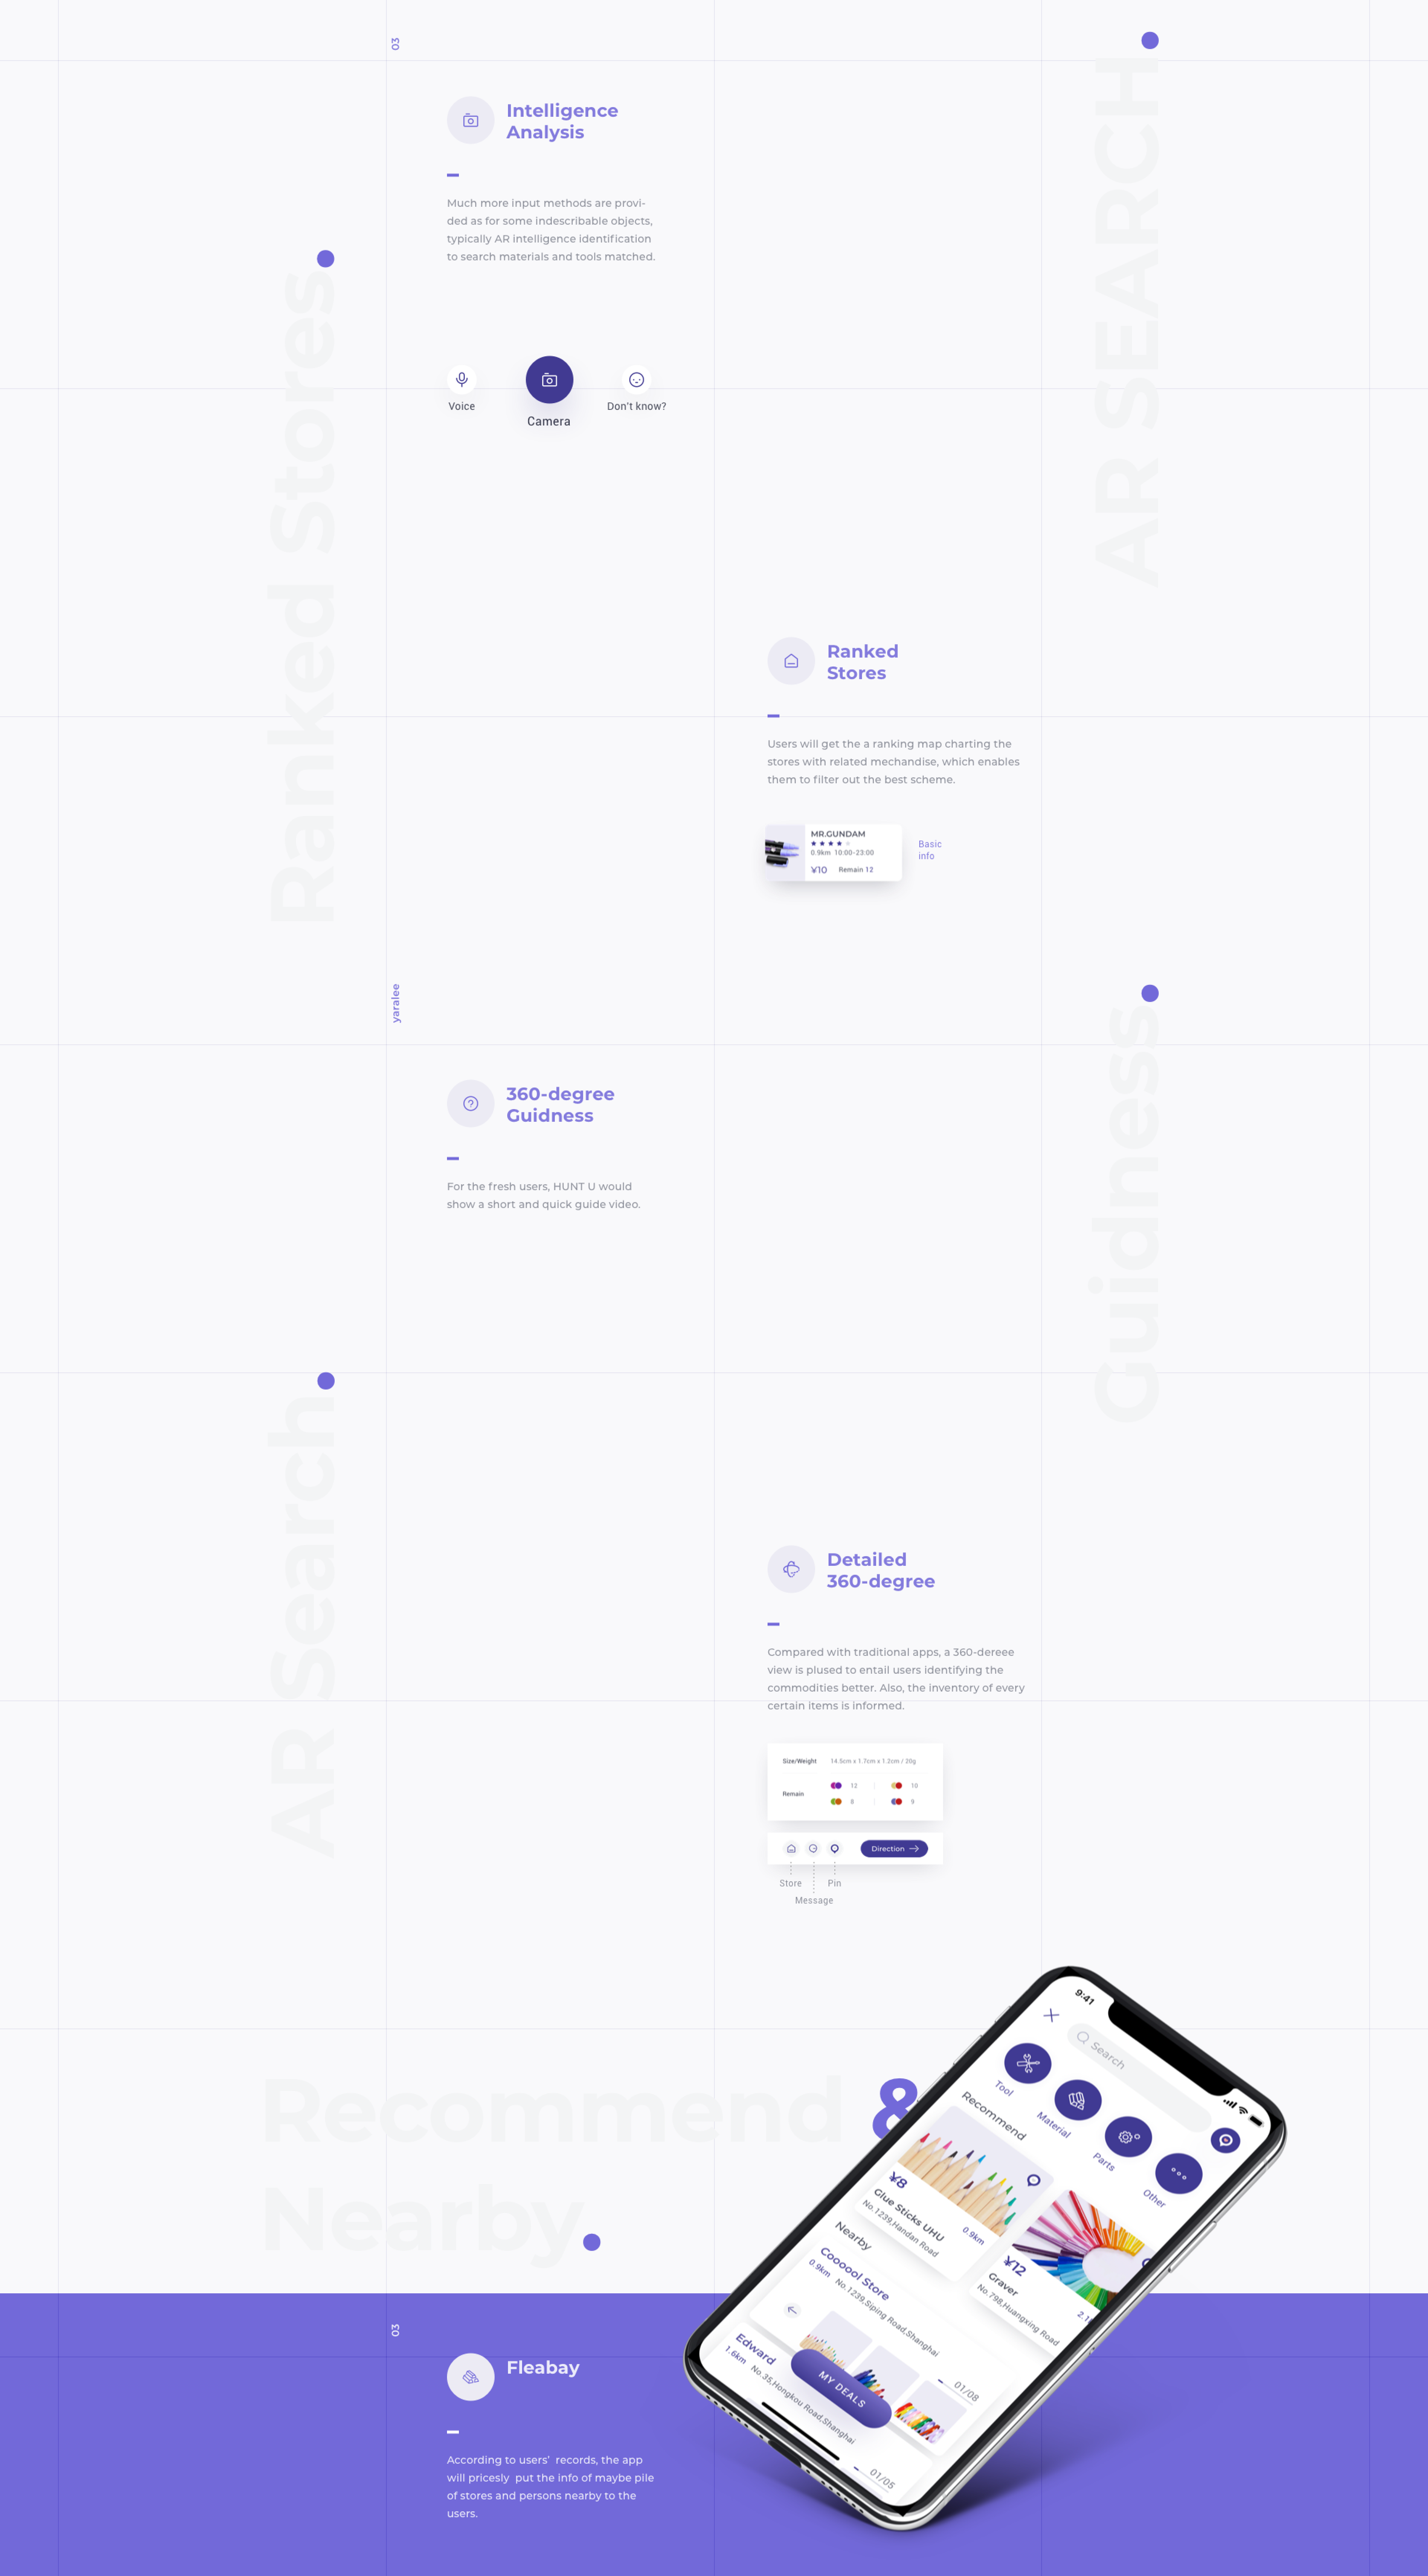 03
AR SEARCH
Intelligence
Analysis
Much more input methods are provi-
ded as for some indescribable objects,
typically AR intelligence identification
to search materials and tools matched.
Ranked Stores
Voice
Camera
Don't know?
Ranked
Stores
Users will get the a ranking map charting the
stores with related mechandise, which enables
them to filter out the best scheme.
MR.GUNDAM
0.9km 10:00-23:00
¥10 Remain 12
Basic
info
yaralee
Guidness
360-degree
Guidness
For the fresh users, HUNT U would
show a short and quick guide video.
AR Search
Detailed
360-degree
Compared with traditional apps, a 360-dereee
view is plused to entail users identifying the
commodities better. Also, the inventory of every
certain items is informed.
Size/Weight 14.5cm x 1.7cm x 1.2cm / 20g
Remain
12 10
8 9
Direction
Store Pin
Message
Recommend &
Nearby
9:41
Search
Tool
Material
Parts
Other
Recommend
¥8
Glue Sticks UHU
No.1239,Handan Road
0.9km
¥12
Graver
No.798,Huangxing Road
2.1
Nearby
Coooool Store
0.9km No.1239,Siping Road,Shanghai
01/08
Edward
1.6km No.35,Hongkou Road,Shanghai
01/05
MY DEALS
03
Fleabay
According to users' records, the app
will pricesly put the info of maybe pile
of stores and persons nearby to the
users.